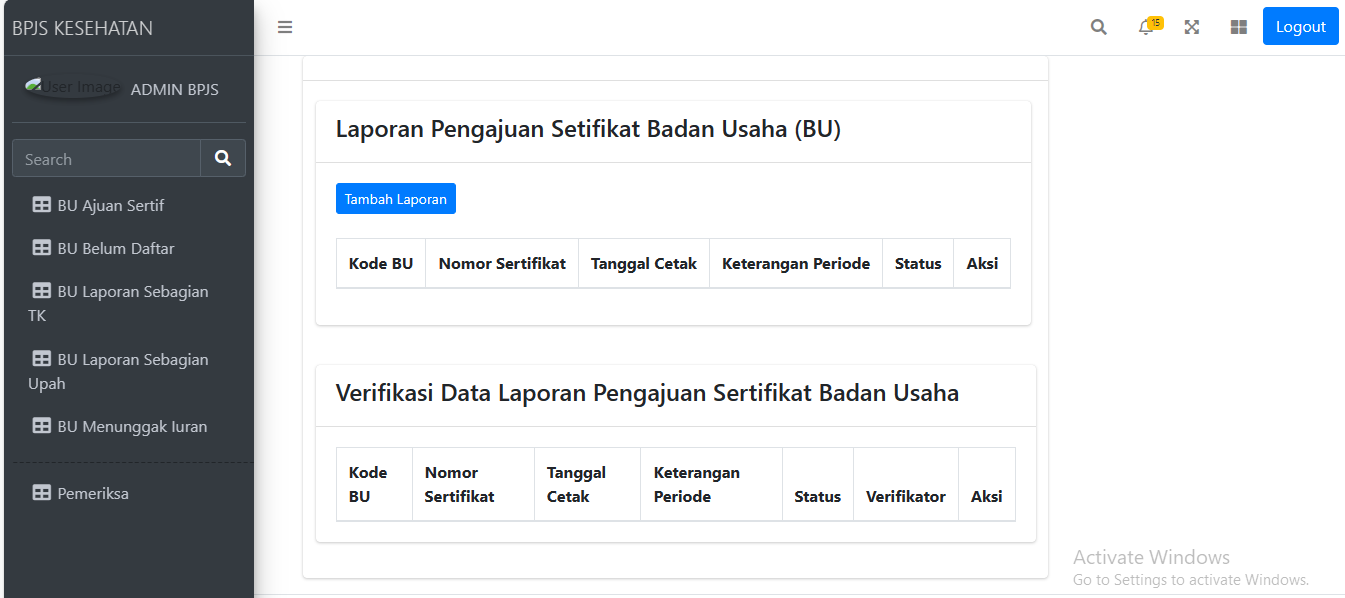 BPJS KESEHATAN
15
Logout
User Image
ADMIN BPJS
Search
BU Ajuan Sertif
BU Belum Daftar
BU Laporan Sebagian
TK
BU Laporan Sebagian
Upah
BU Menunggak Iuran
Pemeriksa
Laporan Pengajuan Setifikat Badan Usaha (BU)
Tambah Laporan
Kode BU Nomor Sertifikat Tanggal Cetak Keterangan Periode Status Aksi
Verifikasi Data Laporan Pengajuan Sertifikat Badan Usaha
Kode BU Nomor Sertifikat Tanggal Cetak Keterangan Periode Status Verifikator Aksi
Activate Windows
Go to Settings to activate Windows.